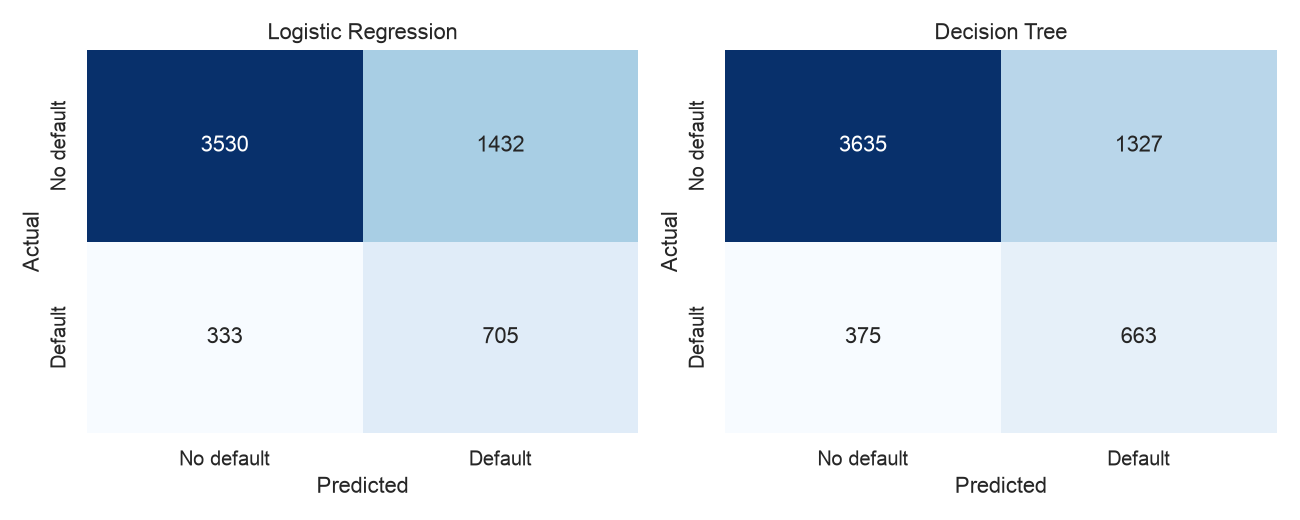 Logistic Regression
Actual
No default
Default
3530
1432
333
705
No default
Default
Predicted
Decision Tree
Actual
No default
Default
3635
1327
375
663
No default
Default
Predicted